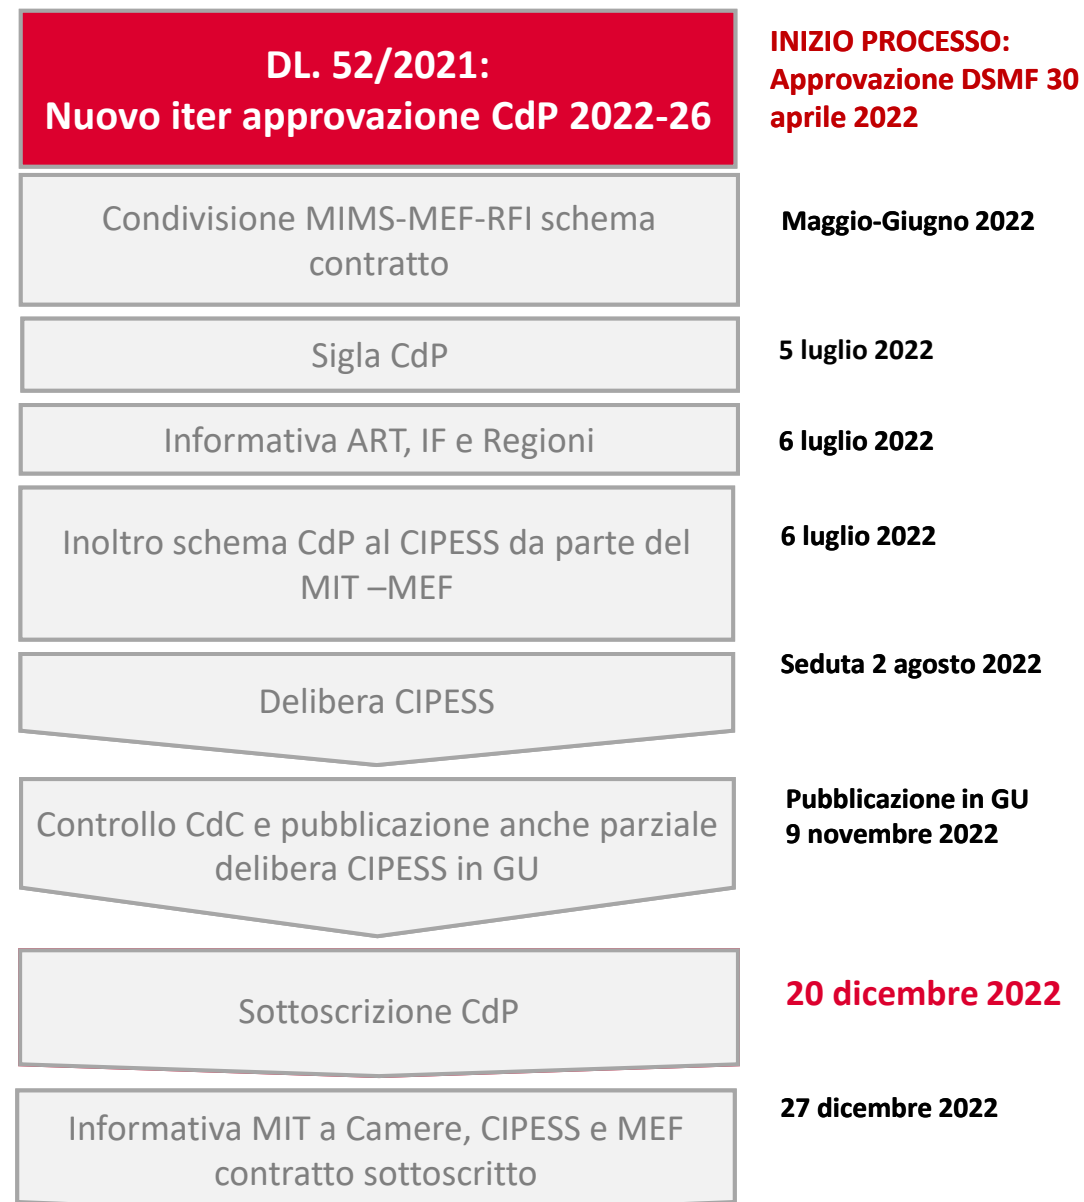 DL. 52/2021:
Nuovo iter approvazione CdP 2022-26
INIZIO PROCESSO:
Approvazione DSMF 30
aprile 2022
Condivisione MIMS-MEF-RFI schema
contratto
Maggio-Giugno 2022
Sigla CdP
5 luglio 2022
Informativa ART, IF e Regioni
6 luglio 2022
Inoltro schema CdP al CIPESS da parte del
MIT –MEF
6 luglio 2022
Delibera CIPESS
Seduta 2 agosto 2022
Controllo CdC e pubblicazione anche parziale
delibera CIPESS in GU
Pubblicazione in GU
9 novembre 2022
Sottoscrizione CdP
20 dicembre 2022
Informativa MIT a Camere, CIPESS e MEF
contratto sottoscritto
27 dicembre 2022